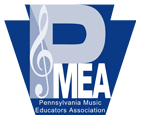 P
MEA
Pennsylvania Music
Educators Association